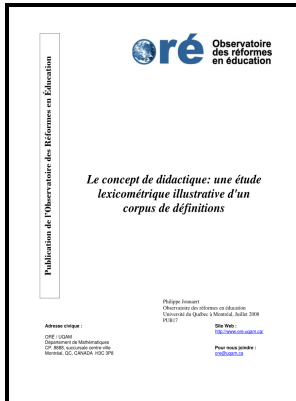 oré Observatoire
des réformes
en éducation
Publication de l'Observatoire des Réformes en Éducation
Le concept de didactique: une étude
lexicométrique illustrative d'un
corpus de définitions
Philippe Jonnaert
Observatoire des réformes en éducation
Université du Québec à Montréal, Juillet 2008
PUB17
Adresse civique :
ORÉ / UQAM
Département de Mathématiques
CP. 8888, succursale centre-ville
Montréal, QC, CANADA H3C 3P8
Site Web :
http://www.ore.uqam.ca/
Pour nous joindre :
ore@uqam.ca